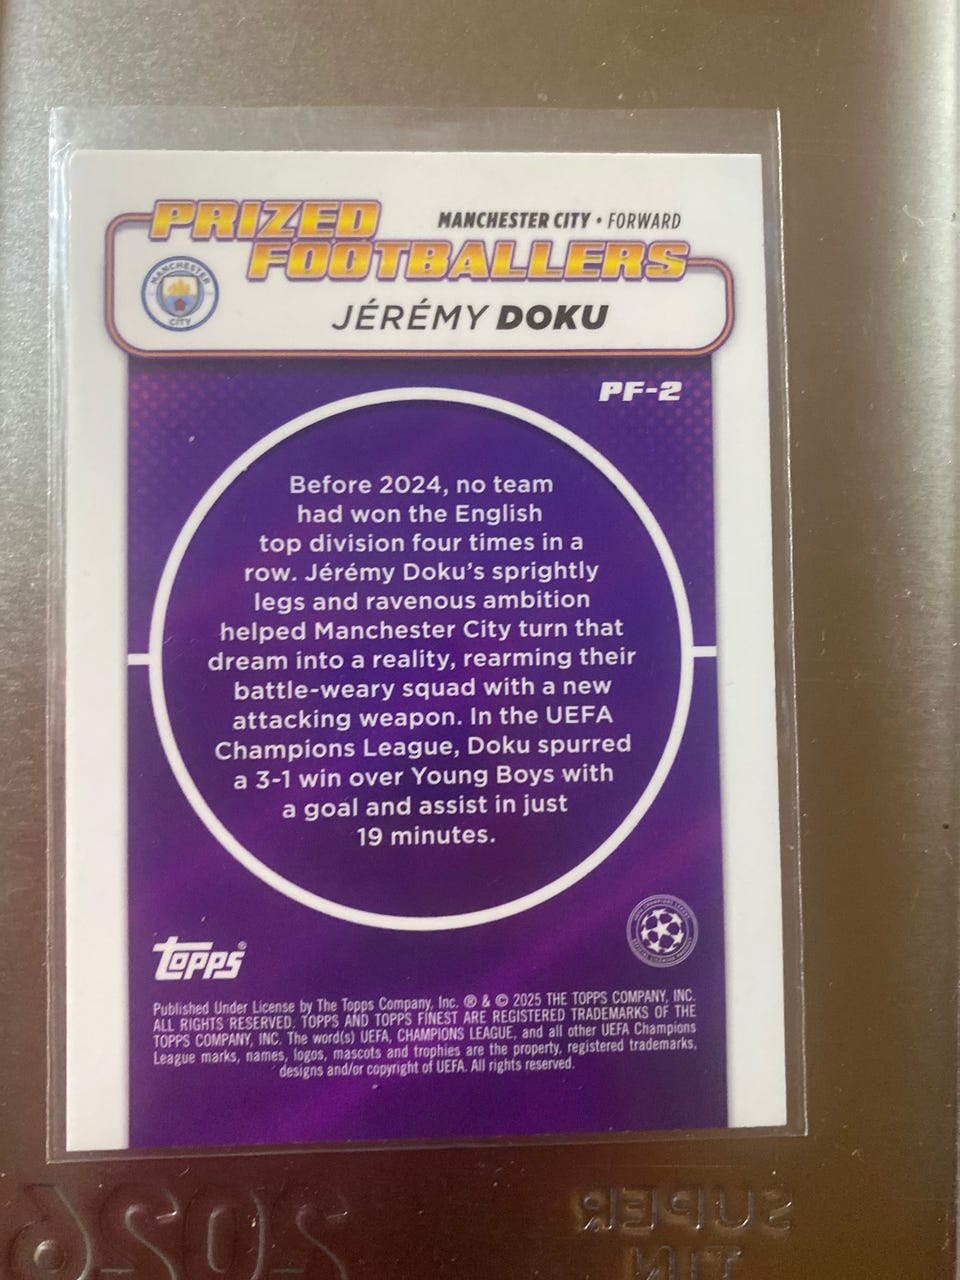 PRIZED
FOOTBALLERS
MANCHESTER CITY • FORWARD
MANCHESTER
CITY
JÉRÉMY DOKU
PF-2
Before 2024, no team
had won the English
top division four times in a
row. Jérémy Doku's sprightly
legs and ravenous ambition
helped Manchester City turn that
dream into a reality, rearming their
battle-weary squad with a new
attacking weapon. In the UEFA
Champions League, Doku spurred
a 3-1 win over Young Boys with
a goal and assist in just
19 minutes.
Topps®
Published Under License by The Topps Company, Inc. ® & © 2025 THE TOPPS COMPANY, INC.
ALL RIGHTS RESERVED. TOPPS AND TOPPS FINEST ARE REGISTERED TRADEMARKS OF THE
TOPPS COMPANY, INC. The word(s) UEFA, CHAMPIONS LEAGUE, and all other UEFA Champions
League marks, names, logos, mascots and trophies are the property, registered trademarks,
designs and/or copyright of UEFA. All rights reserved.
2026
SUPER
TIN